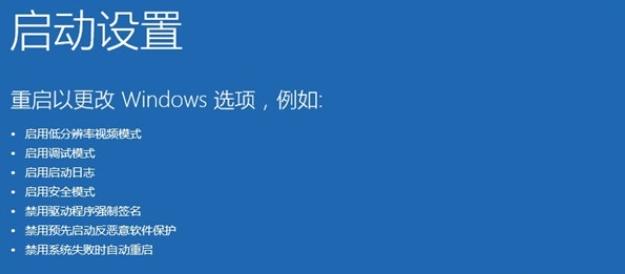 启动设置
重启以更改 Windows 选项，例如:
• 启用低分辨率视频模式
• 启用调试模式
• 启用启动日志
• 启用安全模式
• 禁用驱动程序强制签名
• 禁用预先启动反恶意软件保护
• 禁用系统失败时自动重启